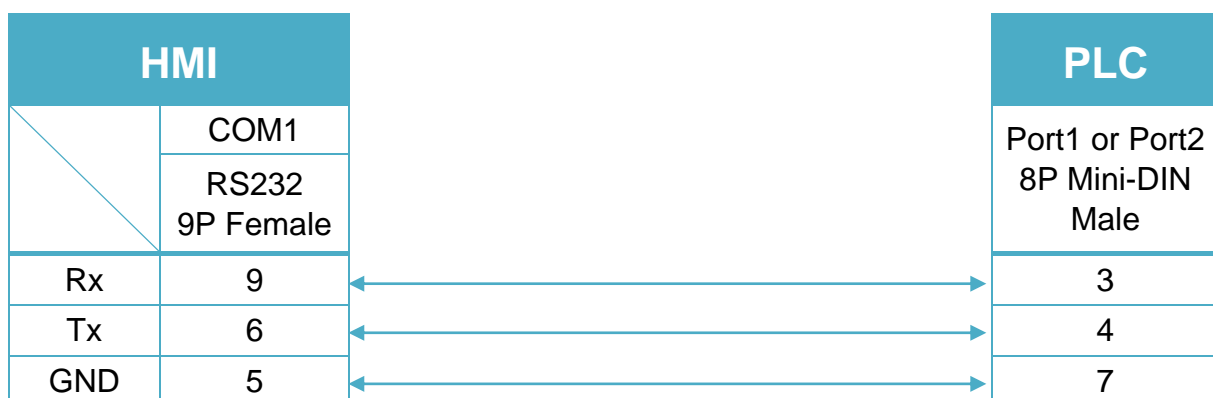 HMI
PLC
COM1
RS232
9P Female
Port1 or Port2
8P Mini-DIN
Male
Rx 9 3
Tx 6 4
GND 5 7